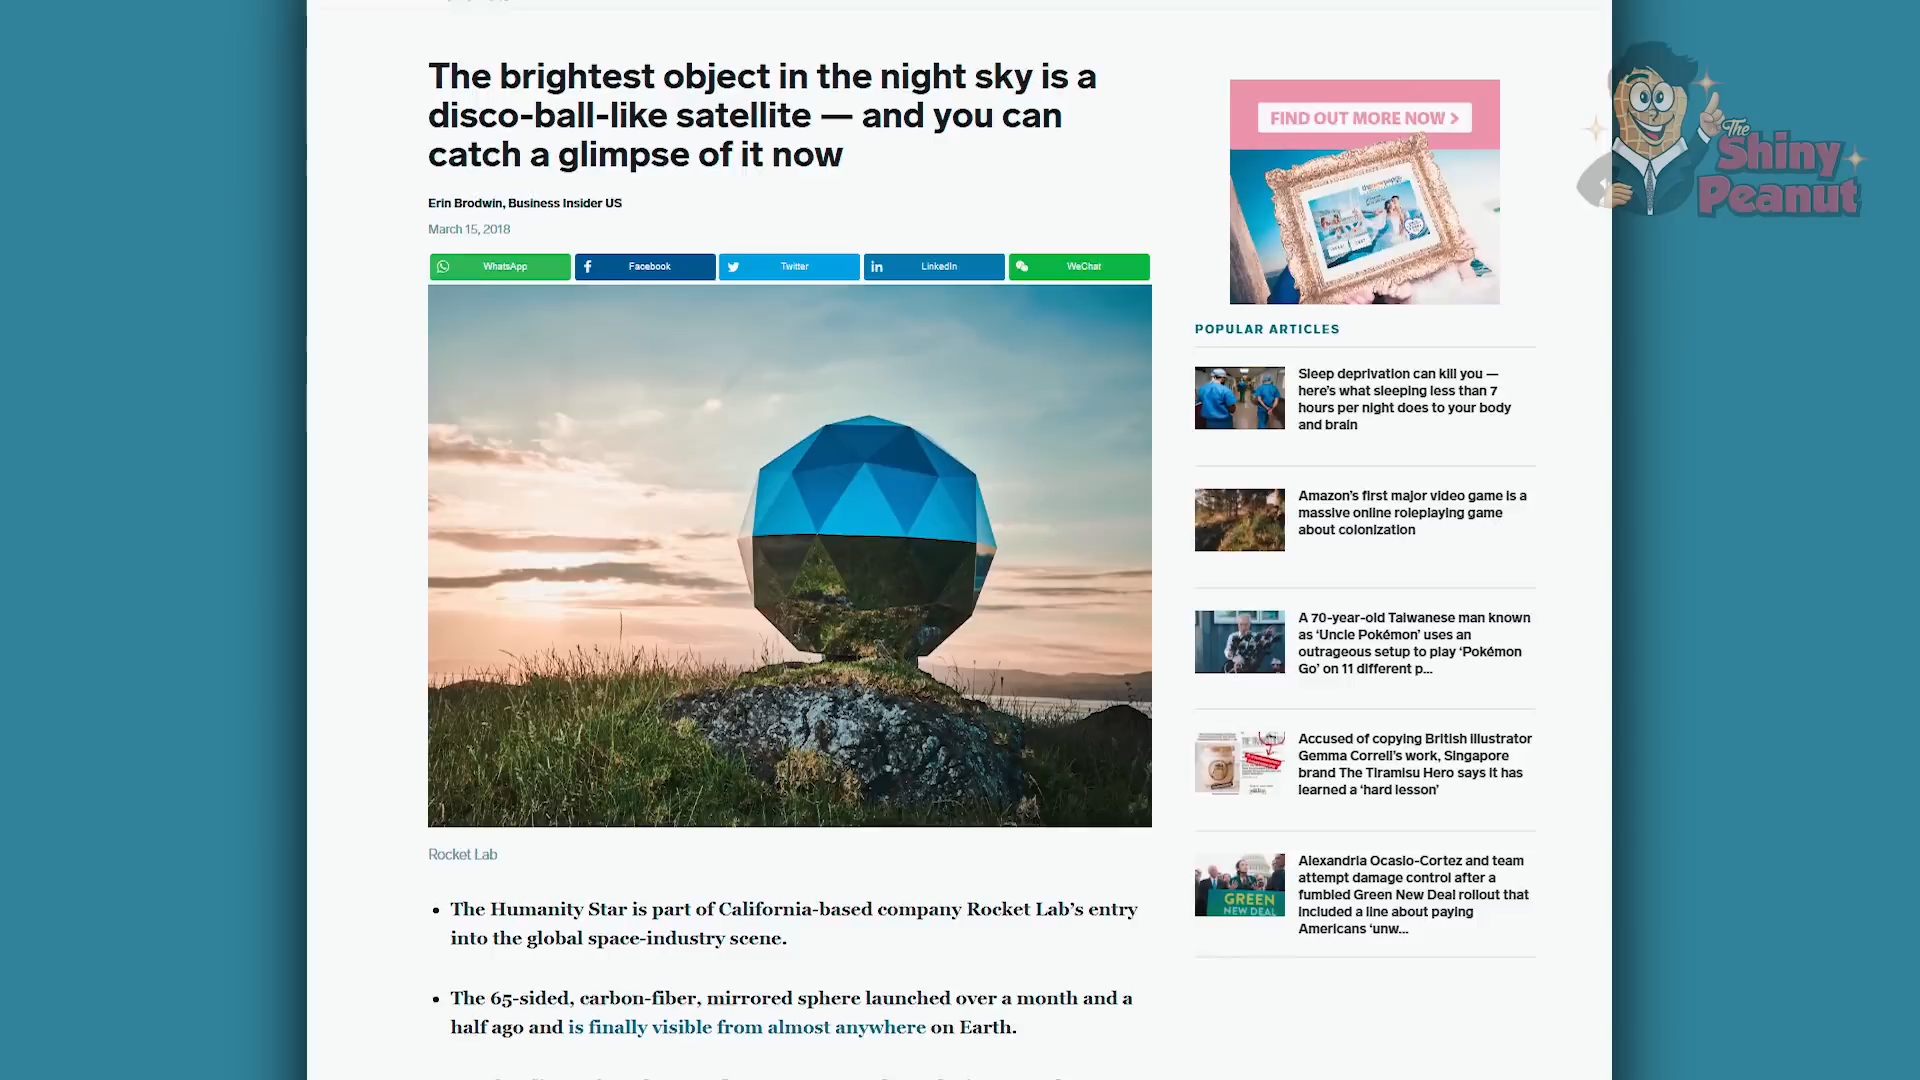 The brightest object in the night sky is a
disco-ball-like satellite — and you can
catch a glimpse of it now
Erin Brodwin, Business Insider US
March 15, 2018
WhatsApp
Facebook
Twitter
LinkedIn
WeChat
Rocket Lab
• The Humanity Star is part of California-based company Rocket Lab’s entry
into the global space-industry scene.
• The 65-sided, carbon-fiber, mirrored sphere launched over a month and a
half ago and is finally visible from almost anywhere on Earth.
FIND OUT MORE NOW >
POPULAR ARTICLES
Sleep deprivation can kill you —
here’s what sleeping less than 7
hours per night does to your body
and brain
Amazon’s first major video game is a
massive online roleplaying game
about colonization
A 70-year-old Taiwanese man known
as ‘Uncle Pokémon’ uses an
outrageous setup to play ‘Pokémon
Go’ on 11 different p...
Accused of copying British illustrator
Gemma Correll’s work, Singapore
brand The Tiramisu Hero says it has
learned a ‘hard lesson’
GREEN
NEW DEAL
Alexandria Ocasio-Cortez and team
attempt damage control after a
fumbled Green New Deal rollout that
included a line about paying
Americans ‘unw...
The
Shiny
Peanut